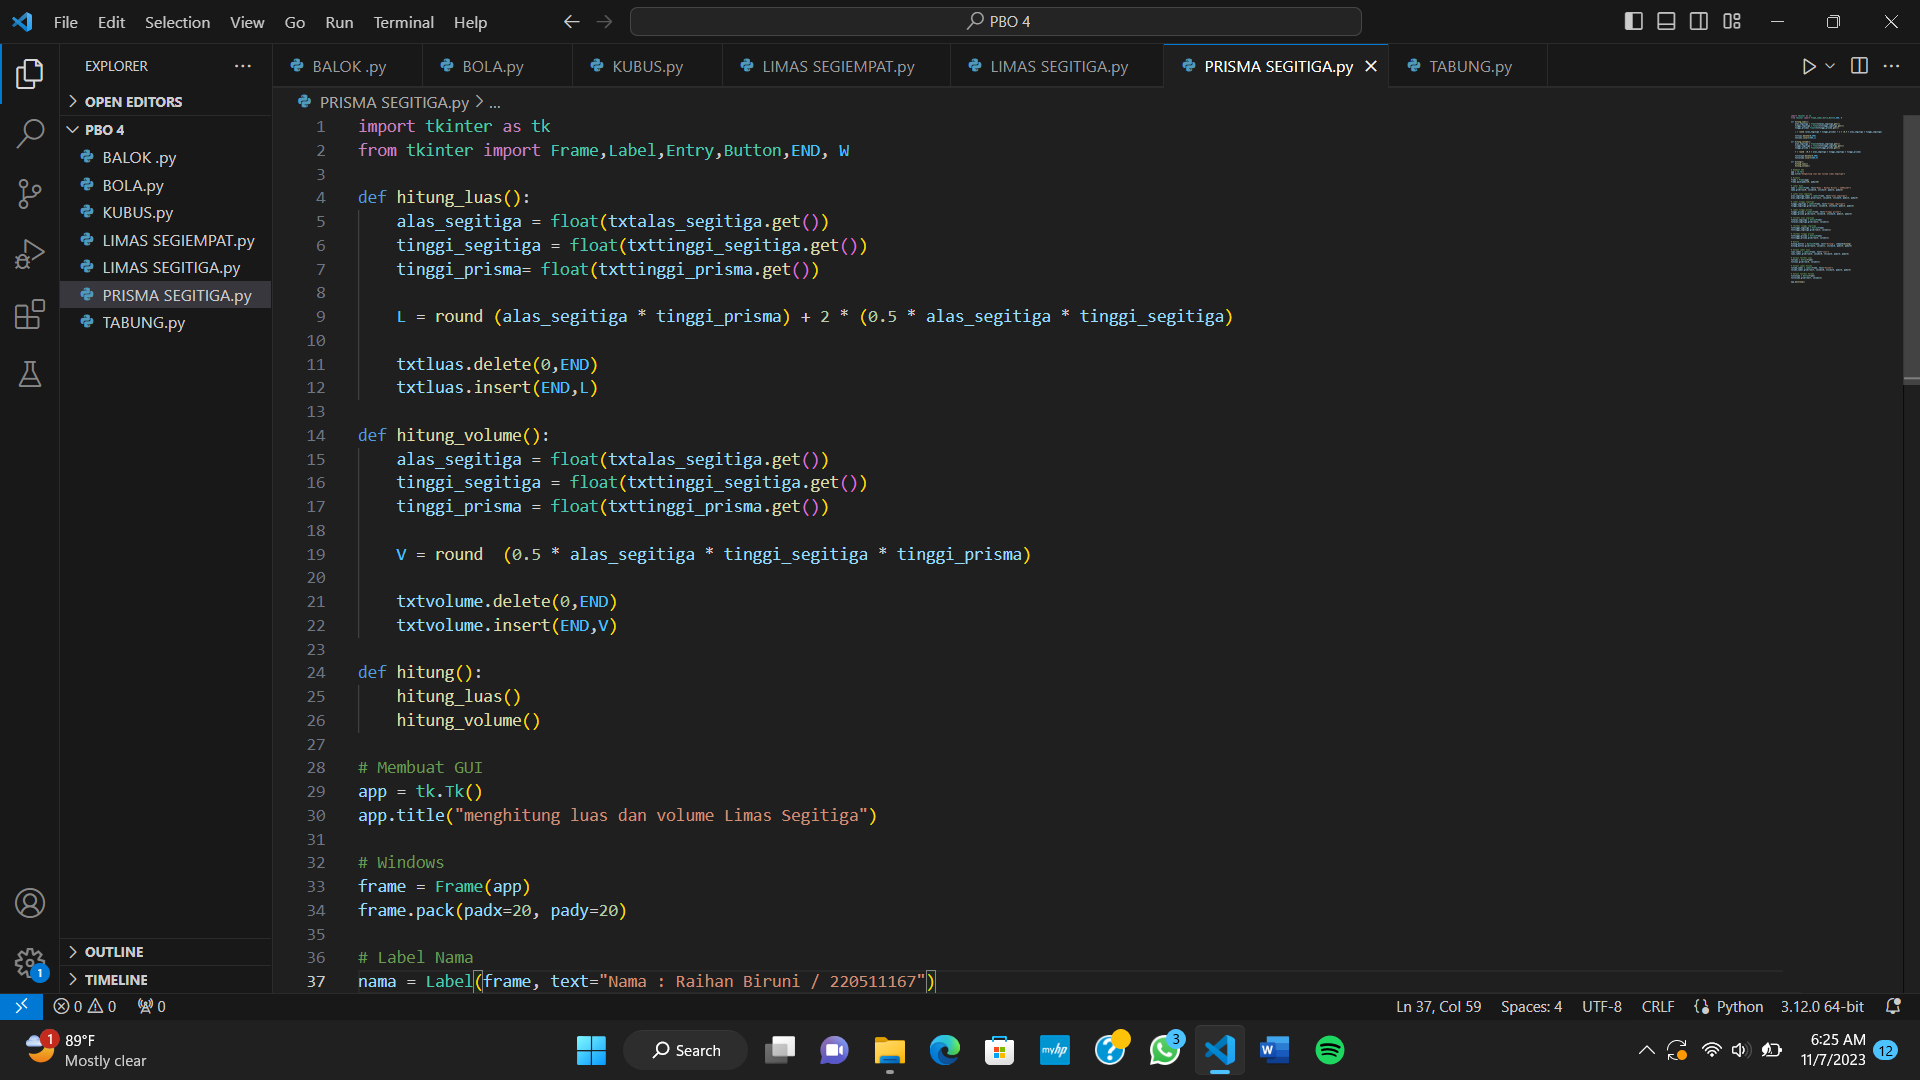 File Edit Selection View Go Run Terminal Help
PBO 4
EXPLORER
OPEN EDITORS
PBO 4
BALOK .py
BOLA.py
KUBUS.py
LIMAS SEGIEMPAT.py
LIMAS SEGITIGA.py
PRISMA SEGITIGA.py
TABUNG.py
OUTLINE
TIMELINE
BALOK .py BOLA.py KUBUS.py LIMAS SEGIEMPAT.py LIMAS SEGITIGA.py PRISMA SEGITIGA.py TABUNG.py
PRISMA SEGITIGA.py > ...
1 import tkinter as tk
2 from tkinter import Frame,Label,Entry,Button,END, W
3
4 def hitung_luas():
5     alas_segitiga = float(txtalas_segitiga.get())
6     tinggi_segitiga = float(txttinggi_segitiga.get())
7     tinggi_prisma= float(txttinggi_prisma.get())
8
9     L = round (alas_segitiga * tinggi_prisma) + 2 * (0.5 * alas_segitiga * tinggi_segitiga)
10
11     txtluas.delete(0,END)
12     txtluas.insert(END,L)
13
14 def hitung_volume():
15     alas_segitiga = float(txtalas_segitiga.get())
16     tinggi_segitiga = float(txttinggi_segitiga.get())
17     tinggi_prisma = float(txttinggi_prisma.get())
18
19     V = round  (0.5 * alas_segitiga * tinggi_segitiga * tinggi_prisma)
20
21     txtvolume.delete(0,END)
22     txtvolume.insert(END,V)
23
24 def hitung():
25     hitung_luas()
26     hitung_volume()
27
28 # Membuat GUI
29 app = tk.Tk()
30 app.title("menghitung luas dan volume Limas Segitiga")
31
32 # Windows
33 frame = Frame(app)
34 frame.pack(padx=20, pady=20)
35
36 # Label Nama
37 nama = Label(frame, text="Nama : Raihan Biruni / 220511167")
1
0 0 0
Ln 37, Col 59 Spaces: 4 UTF-8 CRLF Python 3.12.0 64-bit
1
89°F
Mostly clear
Search
myhp
3
6:25 AM
11/7/2023
12